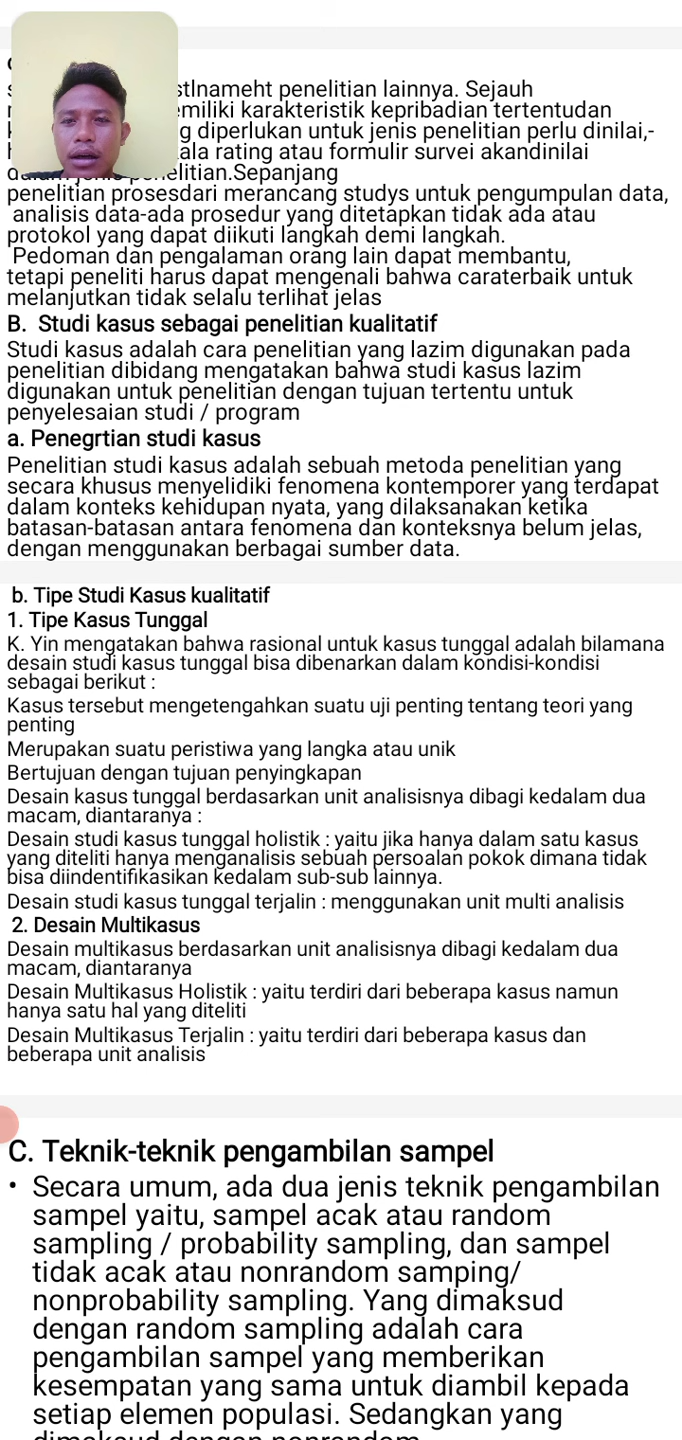 stlnameht penelitian lainnya. Sejauh
emiliki karakteristik kepribadian tertentudan
g diperlukan untuk jenis penelitian perlu dinilai,-
ala rating atau formulir survei akandinilai
dalam jenis penelitian.Sepanjang
penelitian prosesdari merancang studys untuk pengumpulan data,
analisis data-ada prosedur yang ditetapkan tidak ada atau
protokol yang dapat diikuti langkah demi langkah.
Pedoman dan pengalaman orang lain dapat membantu,
tetapi peneliti harus dapat mengenali bahwa caraterbaik untuk
melanjutkan tidak selalu terlihat jelas
B. Studi kasus sebagai penelitian kualitatif
Studi kasus adalah cara penelitian yang lazim digunakan pada
penelitian dibidang mengatakan bahwa studi kasus lazim
digunakan untuk penelitian dengan tujuan tertentu untuk
penyelesaian studi / program
a. Penegrtian studi kasus
Penelitian studi kasus adalah sebuah metoda penelitian yang
secara khusus menyelidiki fenomena kontemporer yang terdapat
dalam konteks kehidupan nyata, yang dilaksanakan ketika
batasan-batasan antara fenomena dan konteksnya belum jelas,
dengan menggunakan berbagai sumber data.
b. Tipe Studi Kasus kualitatif
1. Tipe Kasus Tunggal
K. Yin mengatakan bahwa rasional untuk kasus tunggal adalah bilamana
desain studi kasus tunggal bisa dibenarkan dalam kondisi-kondisi
sebagai berikut :
Kasus tersebut mengetengahkan suatu uji penting tentang teori yang
penting
Merupakan suatu peristiwa yang langka atau unik
Bertujuan dengan tujuan penyingkapan
Desain kasus tunggal berdasarkan unit analisisnya dibagi kedalam dua
macam, diantaranya :
Desain studi kasus tunggal holistik : yaitu jika hanya dalam satu kasus
yang diteliti hanya menganalisis sebuah persoalan pokok dimana tidak
bisa diindentifikasikan kedalam sub-sub lainnya.
Desain studi kasus tunggal terjalin : menggunakan unit multi analisis
2. Desain Multikasus
Desain multikasus berdasarkan unit analisisnya dibagi kedalam dua
macam, diantaranya
Desain Multikasus Holistik : yaitu terdiri dari beberapa kasus namun
hanya satu hal yang diteliti
Desain Multikasus Terjalin : yaitu terdiri dari beberapa kasus dan
beberapa unit analisis
C. Teknik-teknik pengambilan sampel
• Secara umum, ada dua jenis teknik pengambilan
sampel yaitu, sampel acak atau random
sampling / probability sampling, dan sampel
tidak acak atau nonrandom samping/
nonprobability sampling. Yang dimaksud
dengan random sampling adalah cara
pengambilan sampel yang memberikan
kesempatan yang sama untuk diambil kepada
setiap elemen populasi. Sedangkan yang
dimaksud dengan nonrandom